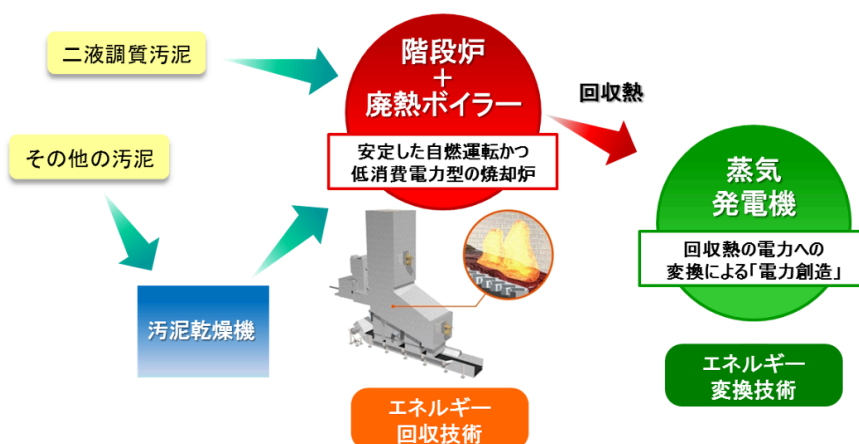 二液調質汚泥
その他の汚泥
汚泥乾燥機
階段炉
＋
廃熱ボイラー
安定した自燃運転かつ
低消費電力型の焼却炉
エネルギー
回収技術
回収熱
蒸気
発電機
回収熱の電力への
変換による「電力創造」
エネルギー
変換技術